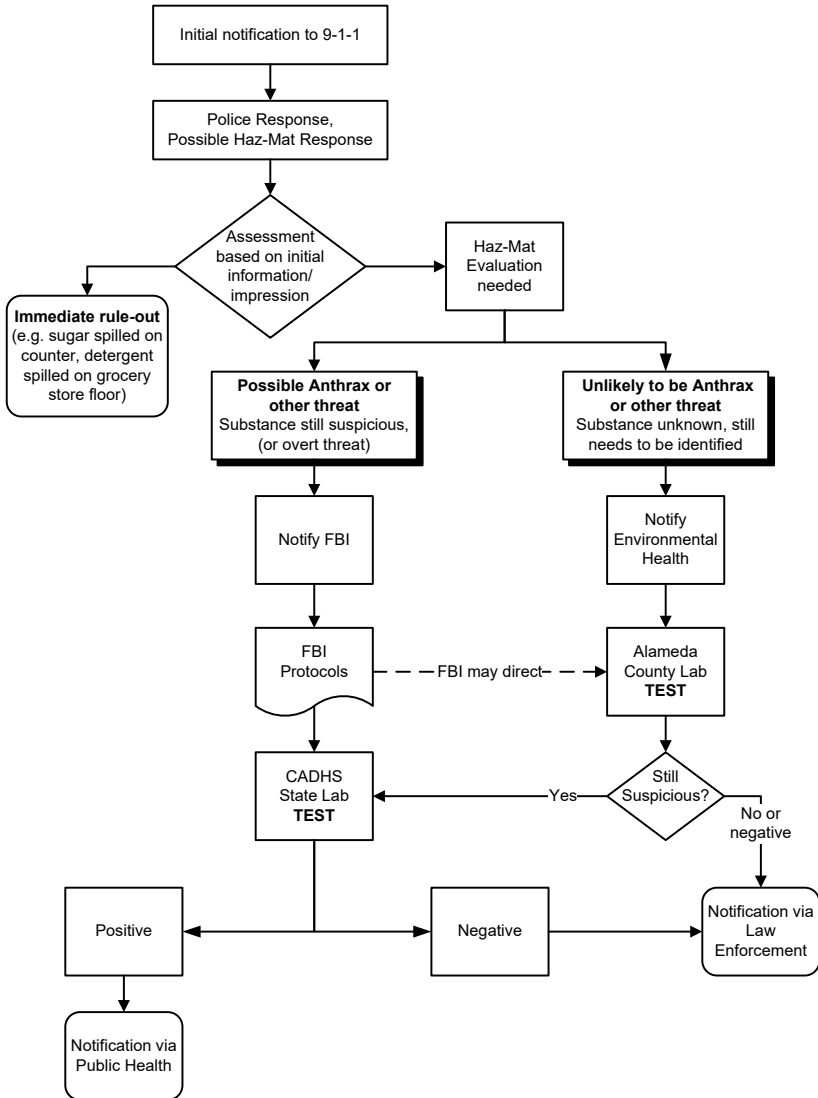 Initial notification to 9-1-1
Police Response,
Possible Haz-Mat Response
Assessment
based on initial
information/
impression
Haz-Mat
Evaluation
needed
Immediate rule-out
(e.g. sugar spilled on
counter, detergent
spilled on grocery
store floor)
Possible Anthrax or
other threat
Substance still suspicious,
(or overt threat)
Unlikely to be Anthrax
or other threat
Substance unknown, still
needs to be identified
Notify FBI
Notify
Environmental
Health
FBI
Protocols
FBI may direct
Alameda
County Lab
TEST
CADHS
State Lab
TEST
Yes
Still
Suspicious?
No or
negative
Positive
Negative
Notification via
Law
Enforcement
Notification via
Public Health